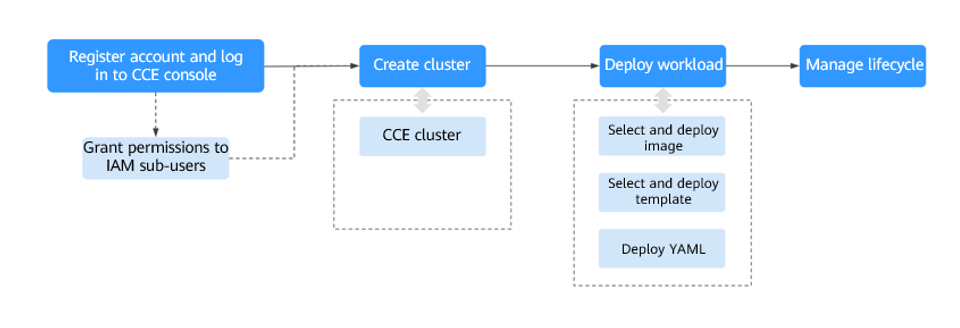 Register account and log
in to CCE console
Create cluster
Deploy workload
Manage lifecycle
Grant permissions to
IAM sub-users
CCE cluster
Select and deploy
image
Select and deploy
template
Deploy YAML